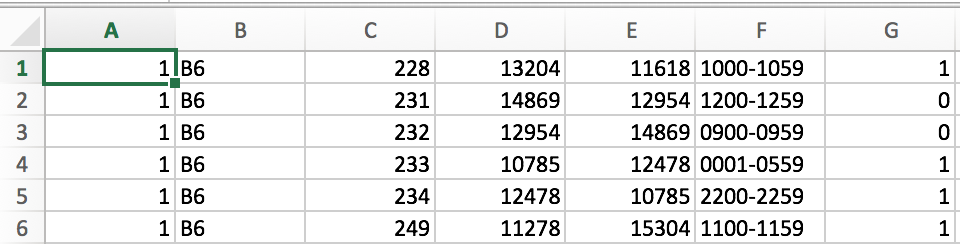 A B C D E F G
1 1 B6 228 13204 11618 1000-1059 1
2 1 B6 231 14869 12954 1200-1259 0
3 1 B6 232 12954 14869 0900-0959 0
4 1 B6 233 10785 12478 0001-0559 1
5 1 B6 234 12478 10785 2200-2259 1
6 1 B6 249 11278 15304 1100-1159 1